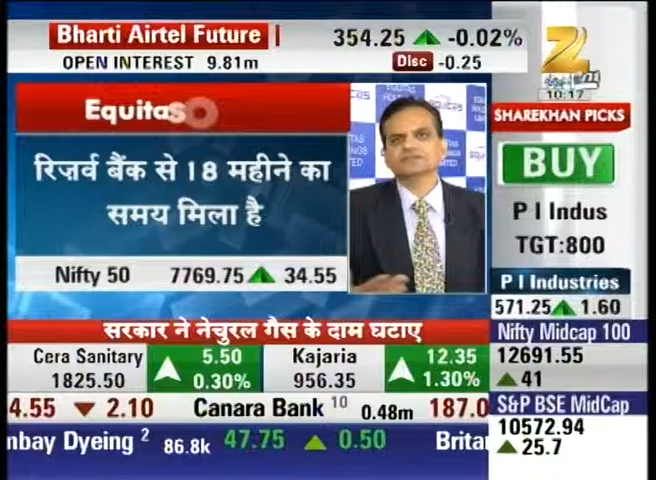 Bharti Airtel Future
354.25 -0.02%
OPEN INTEREST 9.81m
Disc -0.25
10:17
SHAREKHAN PICKS
BUY
P I Indus
TGT:800
P I Industries
571.25 1.60
Equitas
रिज़र्व बैंक से 18 महीने का
समय मिला है
Nifty 50 7769.75 34.55
सरकार ने नेचुरल गैस के दाम घटाए
Cera Sanitary 5.50
1825.50 0.30%
Kajaria 12.35
956.35 1.30%
4.55 2.10 Canara Bank 10 0.48m 187.0
mbay Dyeing 2 86.8k 47.75 0.50 Britan
Nifty Midcap 100
12691.55
41
S&P BSE MidCap
10572.94
25.7